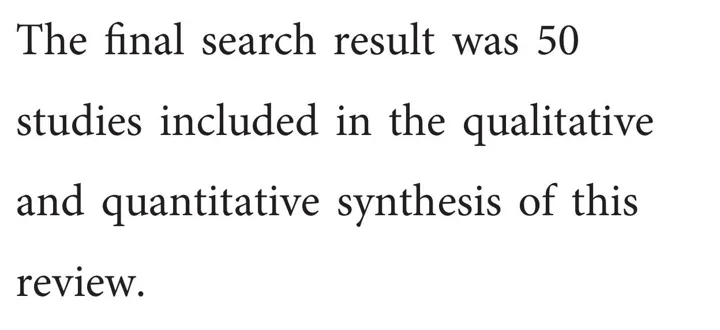 The final search result was 50
studies included in the qualitative
and quantitative synthesis of this
review.